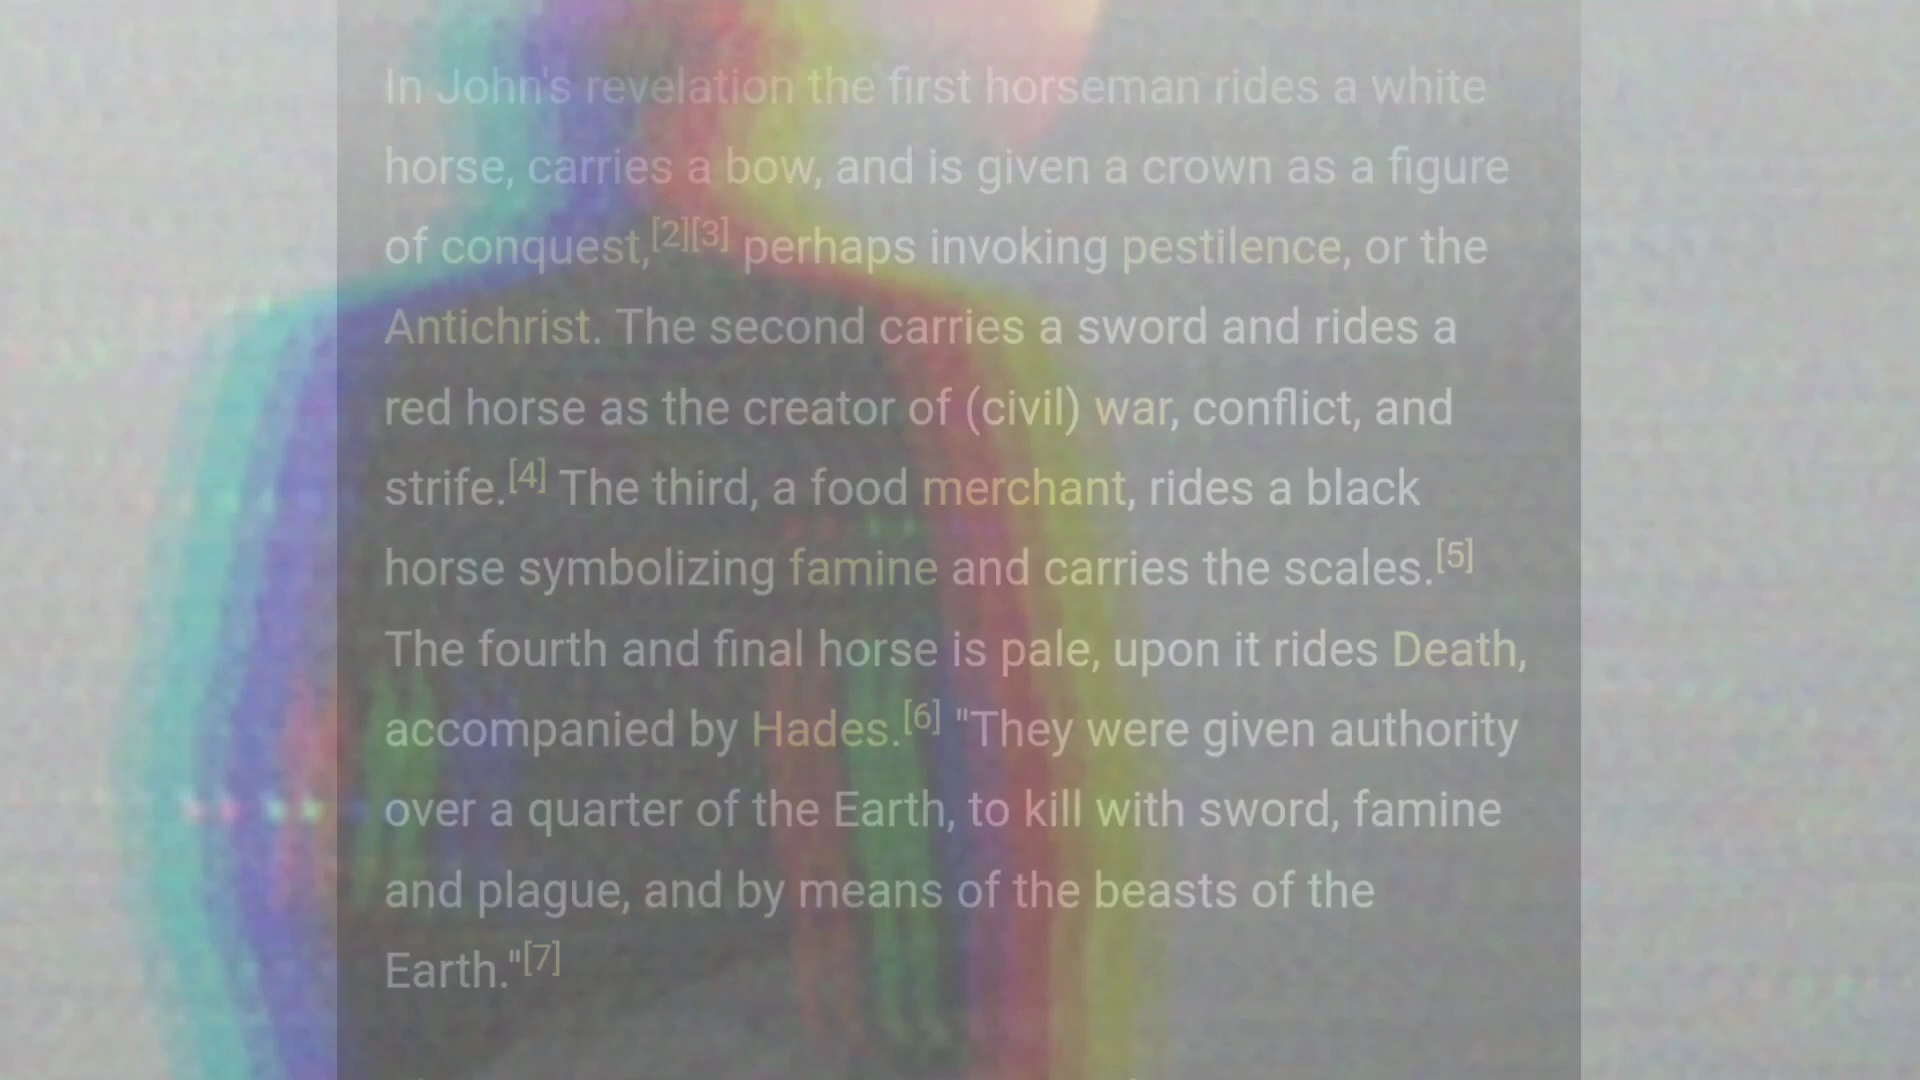 In John's revelation the first horseman rides a white
horse, carries a bow, and is given a crown as a figure
of conquest,[2][3] perhaps invoking pestilence, or the
Antichrist. The second carries a sword and rides a
red horse as the creator of (civil) war, conflict, and
strife.[4] The third, a food merchant, rides a black
horse symbolizing famine and carries the scales.[5]
The fourth and final horse is pale, upon it rides Death,
accompanied by Hades.[6] "They were given authority
over a quarter of the Earth, to kill with sword, famine
and plague, and by means of the beasts of the
Earth."[7]